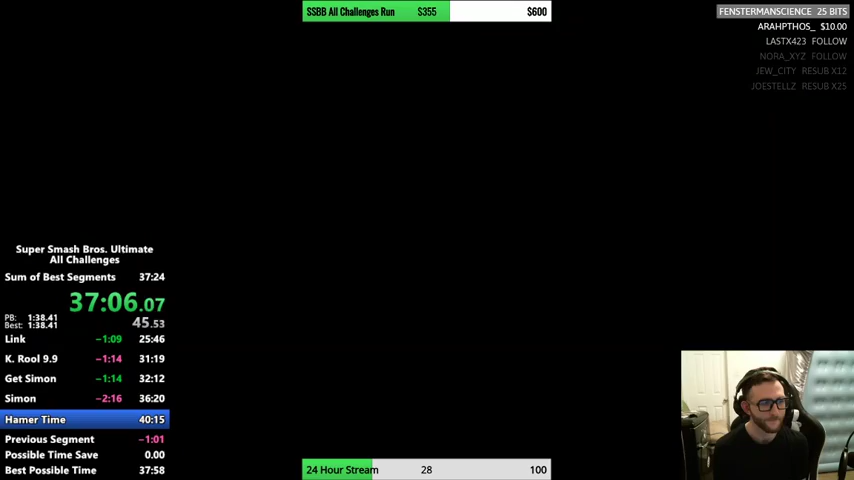 SSBB All Challenges Run $355 $600
FENSTERMANSCIENCE 25 BITS
ARAHPTHOS_ $10.00
LASTX423 FOLLOW
NORA_XYZ FOLLOW
JEW_CITY RESUB X12
JOESTELLZ RESUB X25
Super Smash Bros. Ultimate
All Challenges
Sum of Best Segments 37:24
37:06.07
PB: 1:38.41
Best: 1:38.41
45.53
Link −1:09 25:46
K. Rool 9.9 −1:14 31:19
Get Simon −1:14 32:12
Simon −2:16 36:20
Hamer Time 40:15
Previous Segment −1:01
Possible Time Save 0.00
Best Possible Time 37:58
24 Hour Stream 28 100